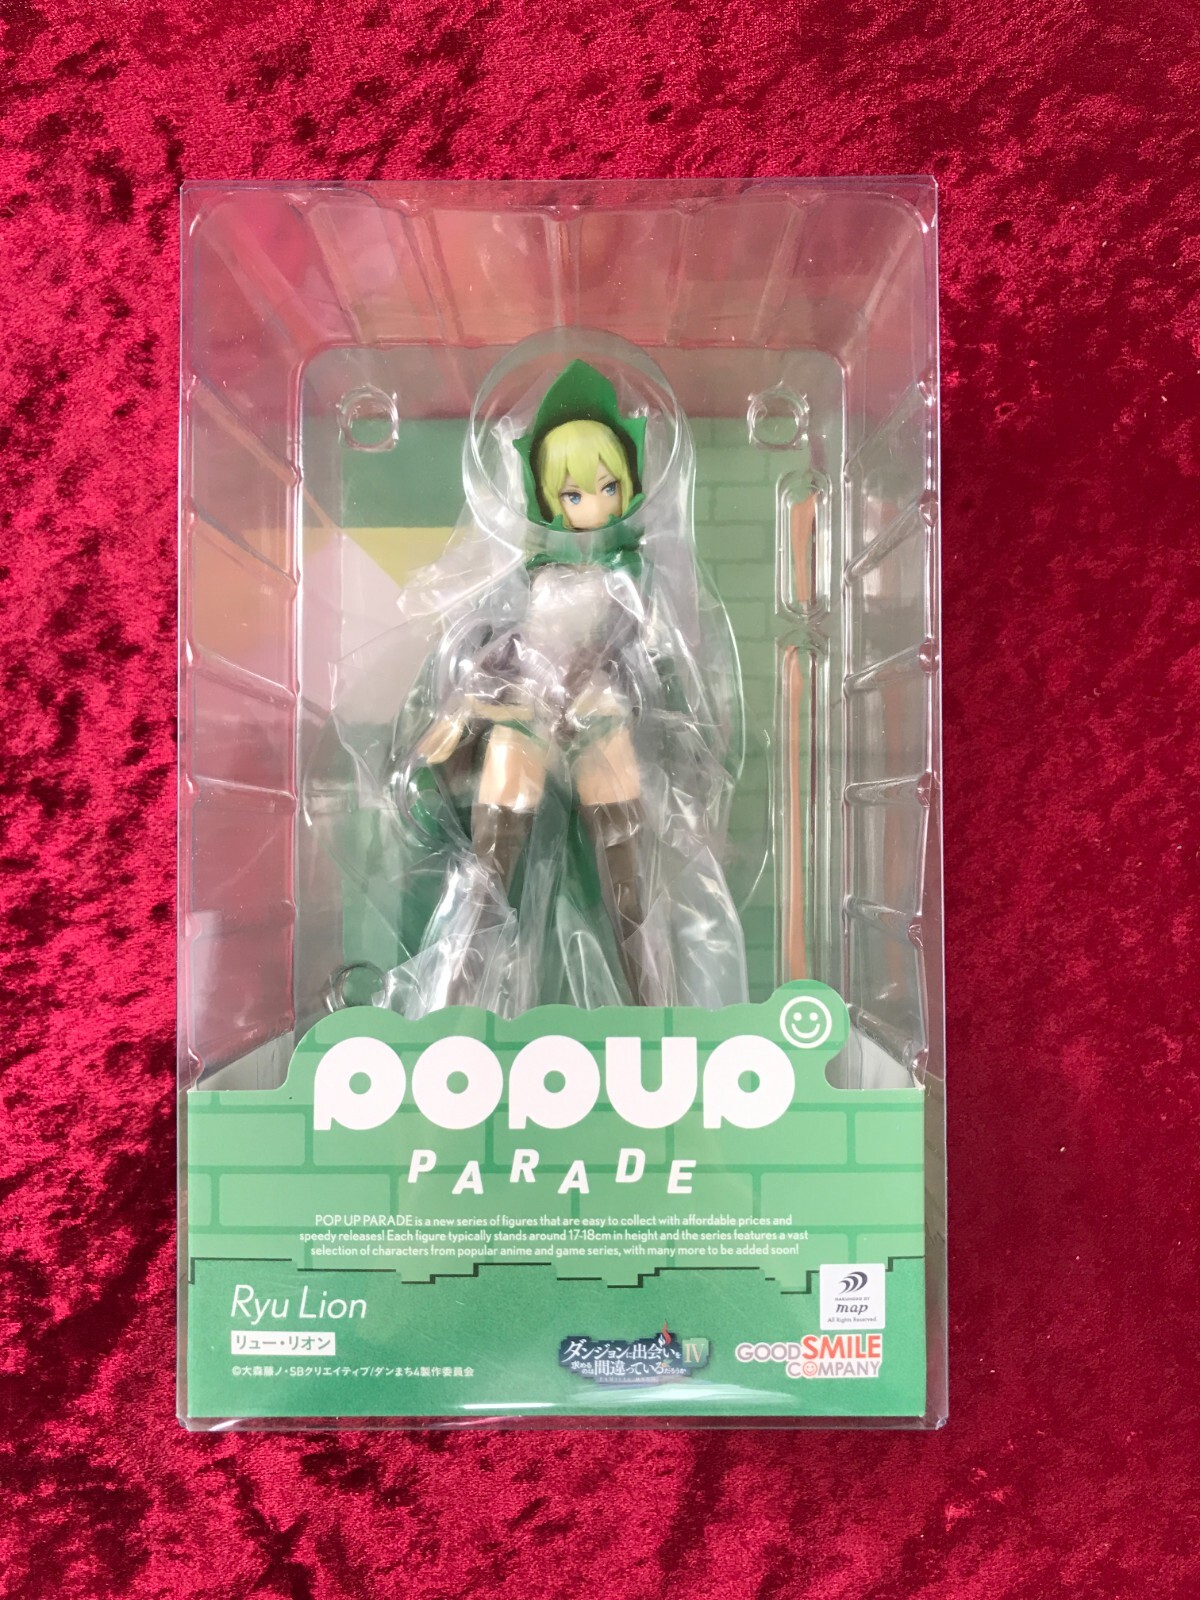 POPUP
PARADE
POP UP PARADE is a new series of figures that are easy to collect with affordable prices and
speedy releases! Each figure typically stands around 17-18cm in height and the series features a vast
selection of characters from popular anime and game series, with many more to be added soon!
Ryu Lion
リュー・リオン
©大森藤ノ・SBクリエイティブ/ダンまち4製作委員会
ダンジョンに出会いを
求めるのは間違っているだろうか
IV
map
All Rights Reserved.
GOOD SMILE
COMPANY